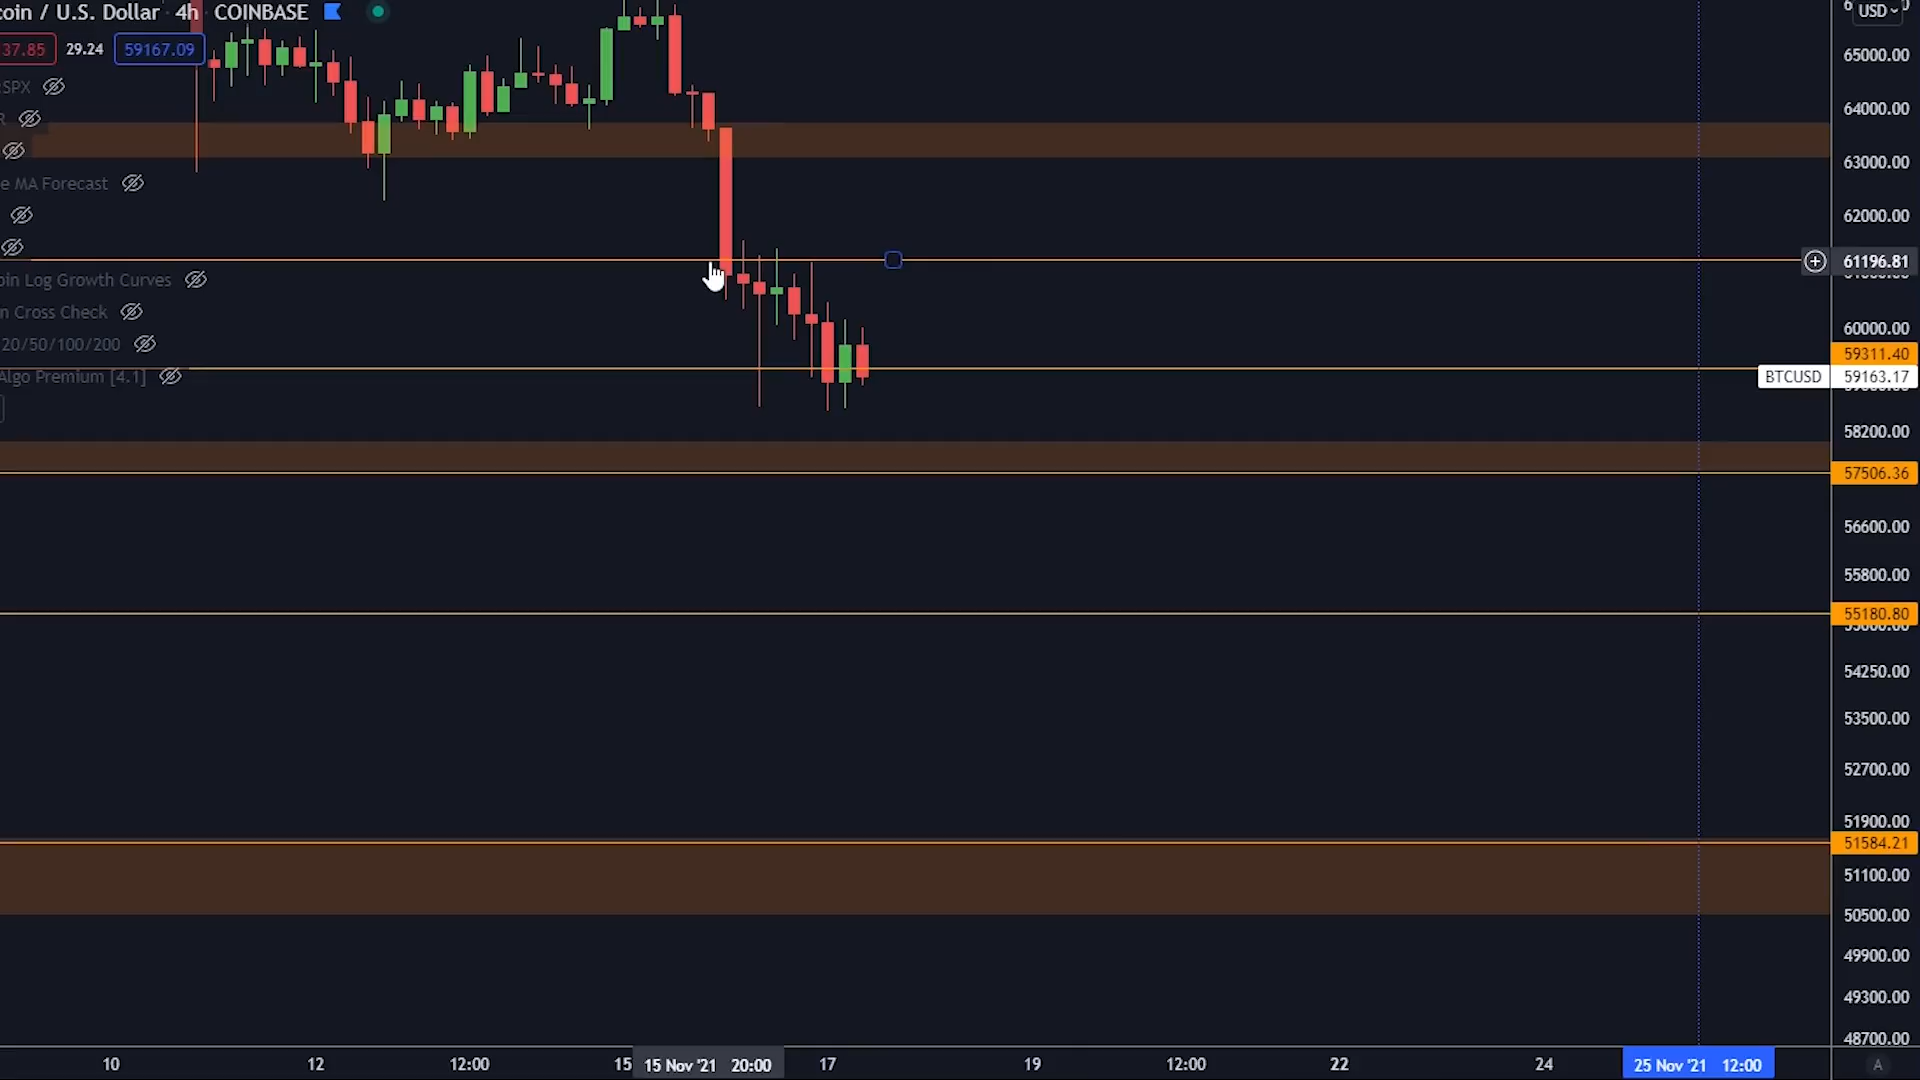 coin / U.S. Dollar · 4h · COINBASE
37.85 29.24 59167.09
SPX
R
e MA Forecast
oin Log Growth Curves
n Cross Check
20/50/100/200
Algo Premium [4.1]
USD
65000.00
64000.00
63000.00
62000.00
61196.81
60000.00
59311.40
BTCUSD 59163.17
58200.00
57506.36
56600.00
55800.00
55180.80
54250.00
53500.00
52700.00
51900.00
51584.21
51100.00
50500.00
49900.00
49300.00
48700.00
10 12 12:00 15 15 Nov '21 20:00 17 19 12:00 22 24 25 Nov '21 12:00 A